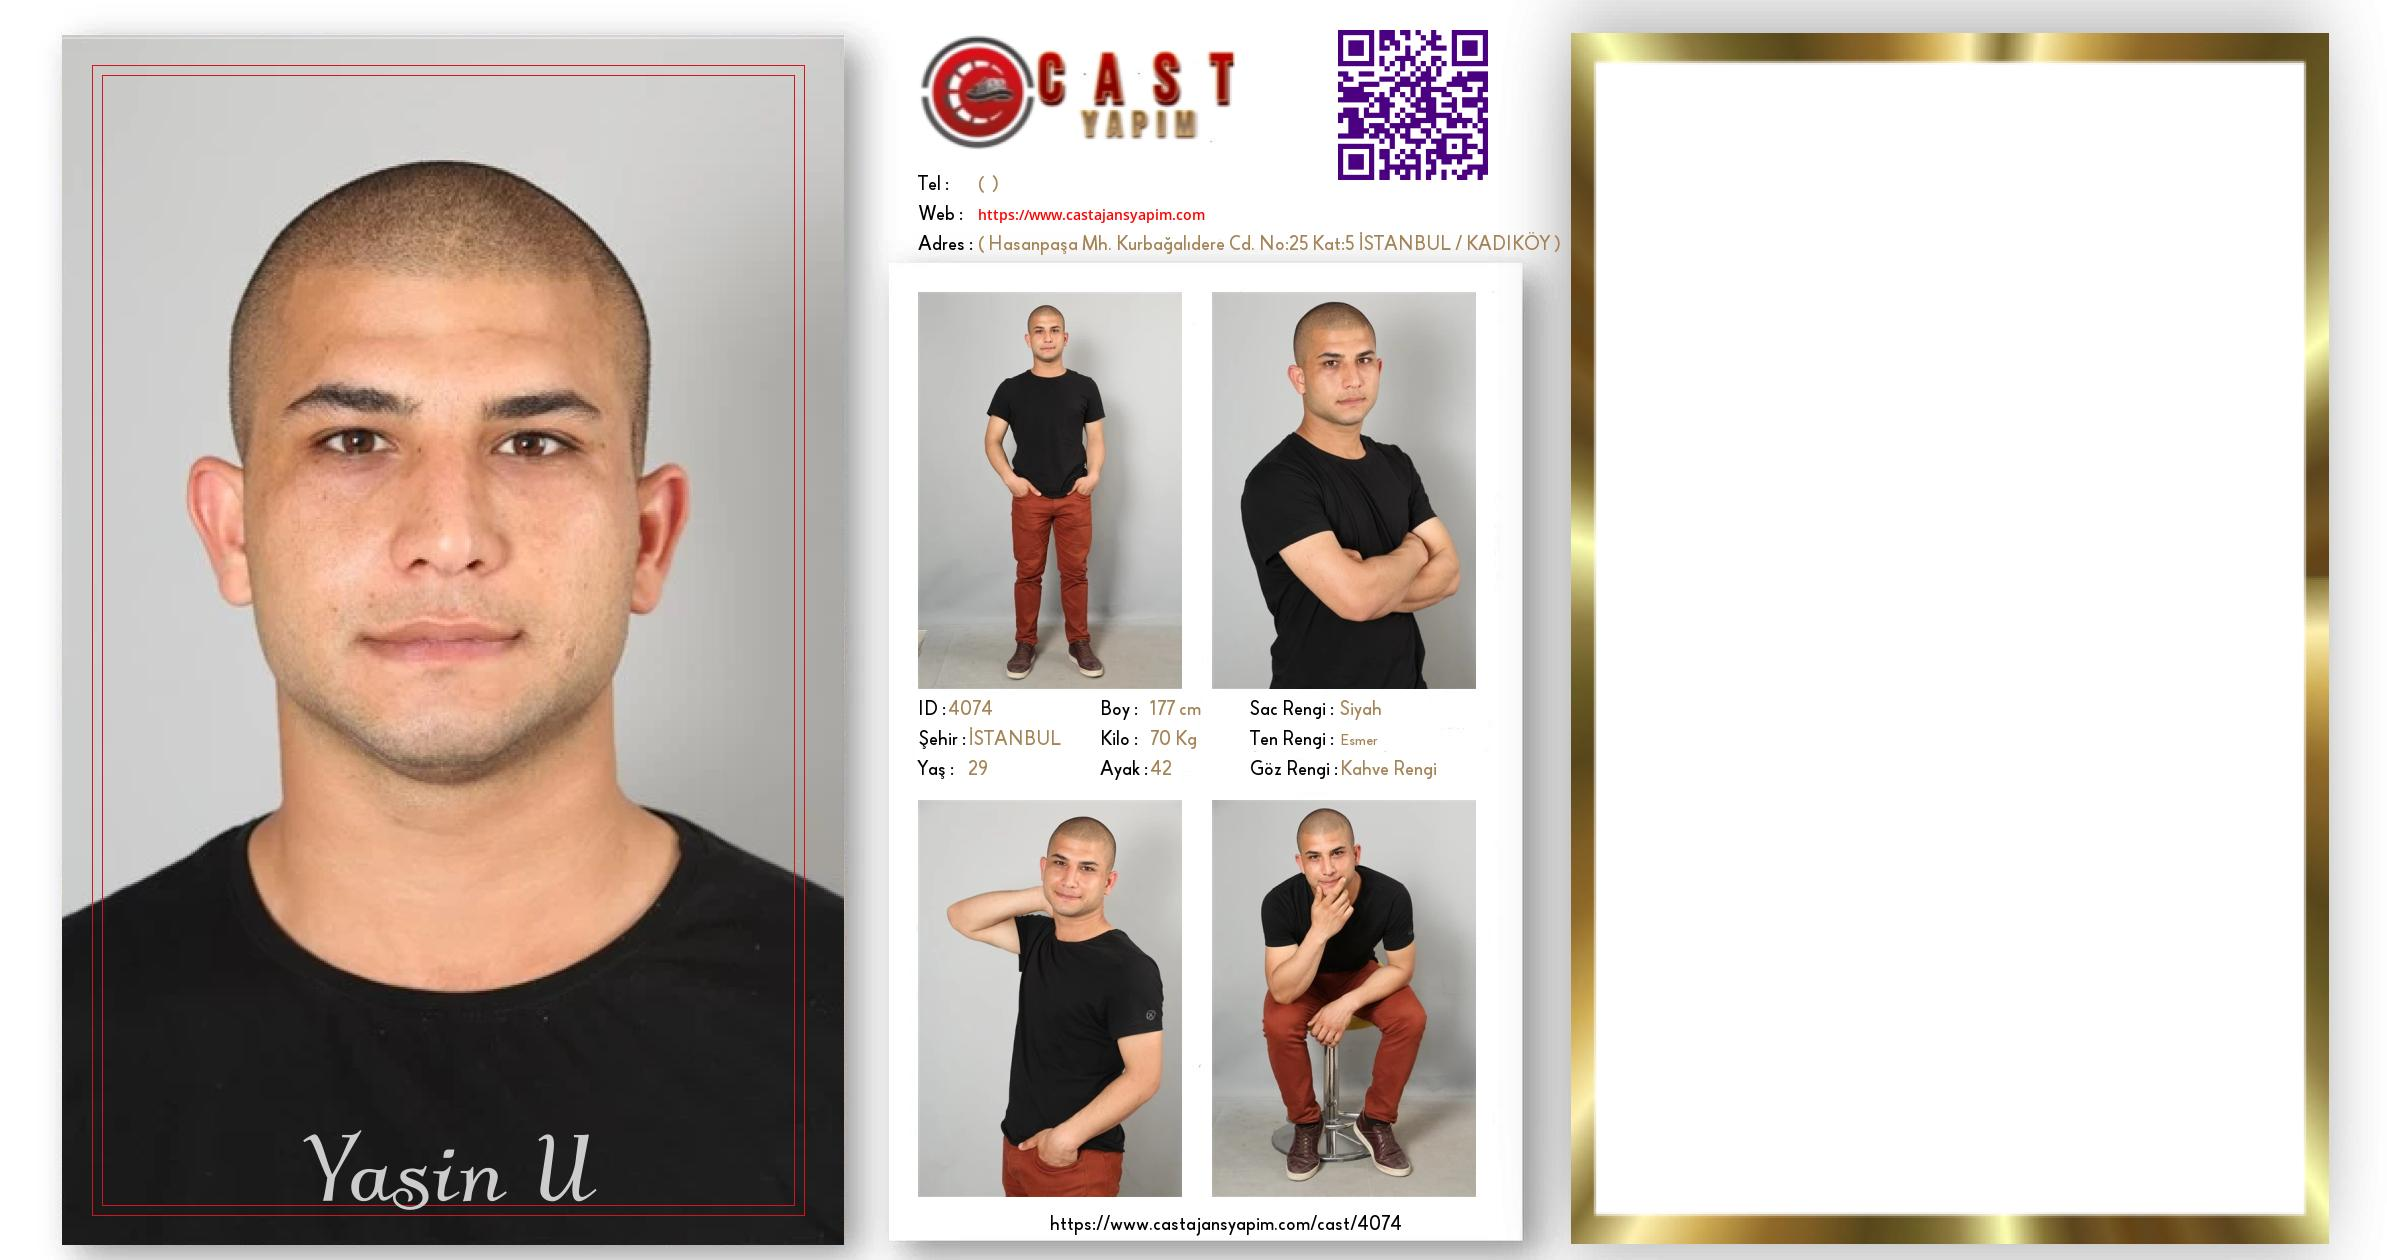 Yasin U
CAST
YAPIM
Tel : ( )
Web : https://www.castajansyapim.com
Adres : ( Hasanpaşa Mh. Kurbağalıdere Cd. No:25 Kat:5 İSTANBUL / KADIKÖY )
ID : 4074 Boy : 177 cm Sac Rengi : Siyah
Şehir : İSTANBUL Kilo : 70 Kg Ten Rengi : Esmer
Yaş : 29 Ayak : 42 Göz Rengi : Kahve Rengi
https://www.castajansyapim.com/cast/4074